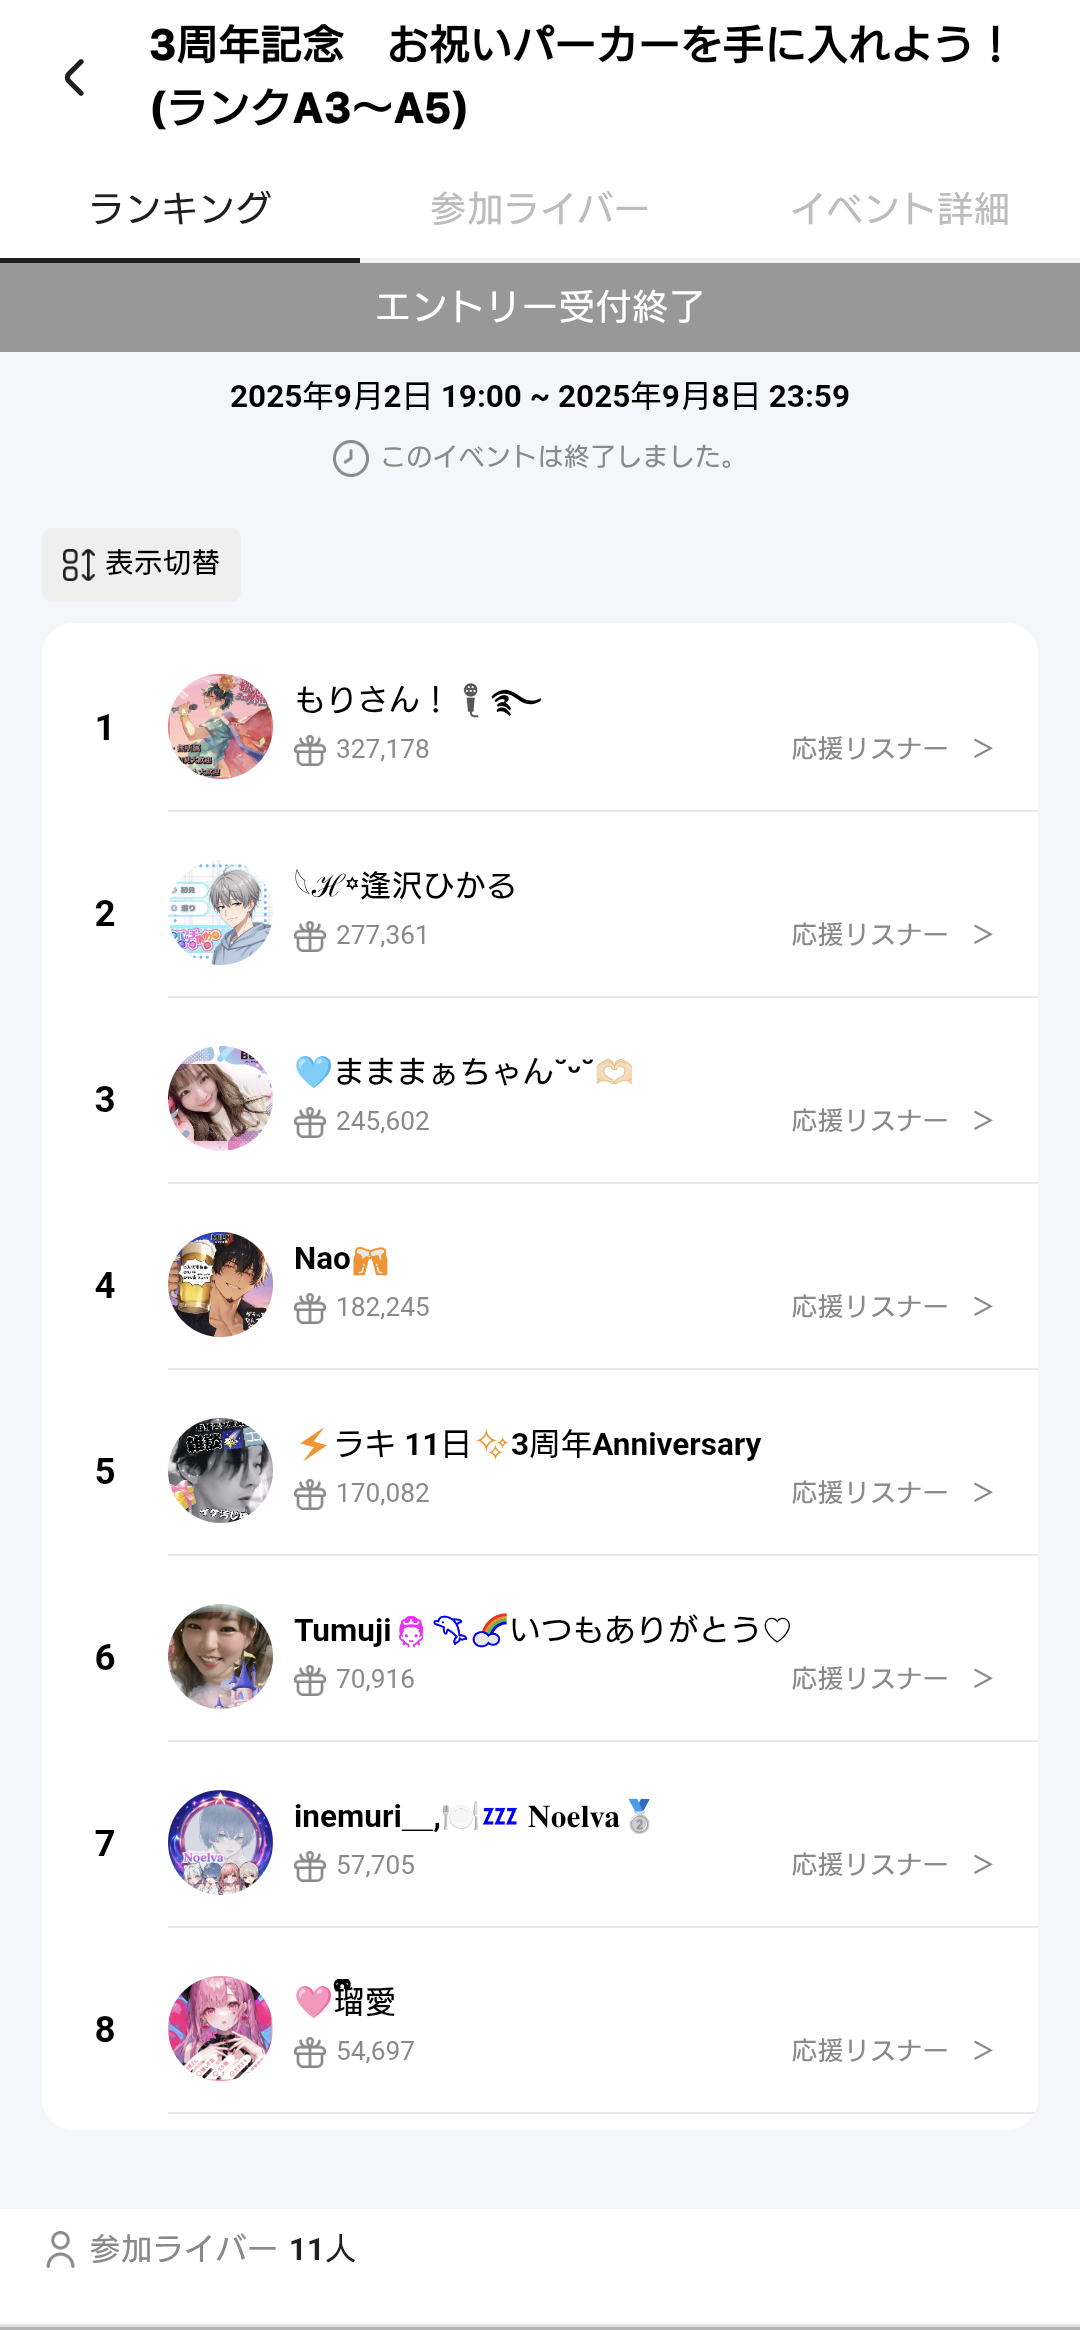 3周年記念　お祝いパーカーを手に入れよう！
(ランクA3～A5)
ランキング
参加ライバー
イベント詳細
エントリー受付終了
2025年9月2日 19:00 ~ 2025年9月8日 23:59
このイベントは終了しました。
表示切替
1
もりさん！🎤࿐
327,178
応援リスナー >
2
𓆩ℋ✡逢沢ひかる
277,361
応援リスナー >
3
🩵まままぁちゃん˘ᵕ˘🫶🏻
245,602
応援リスナー >
4
Nao🍻
182,245
応援リスナー >
5
⚡️ラキ 11日✨3周年Anniversary
170,082
応援リスナー >
6
Tumuji👸🐬🌈いつもありがとう♡
70,916
応援リスナー >
7
inemuri__,🍽️💤 𝐍𝐨𝐞𝐥𝐯𝐚🥈
Noelva
57,705
応援リスナー >
8
🩷瑠愛
54,697
応援リスナー >
参加ライバー 11人